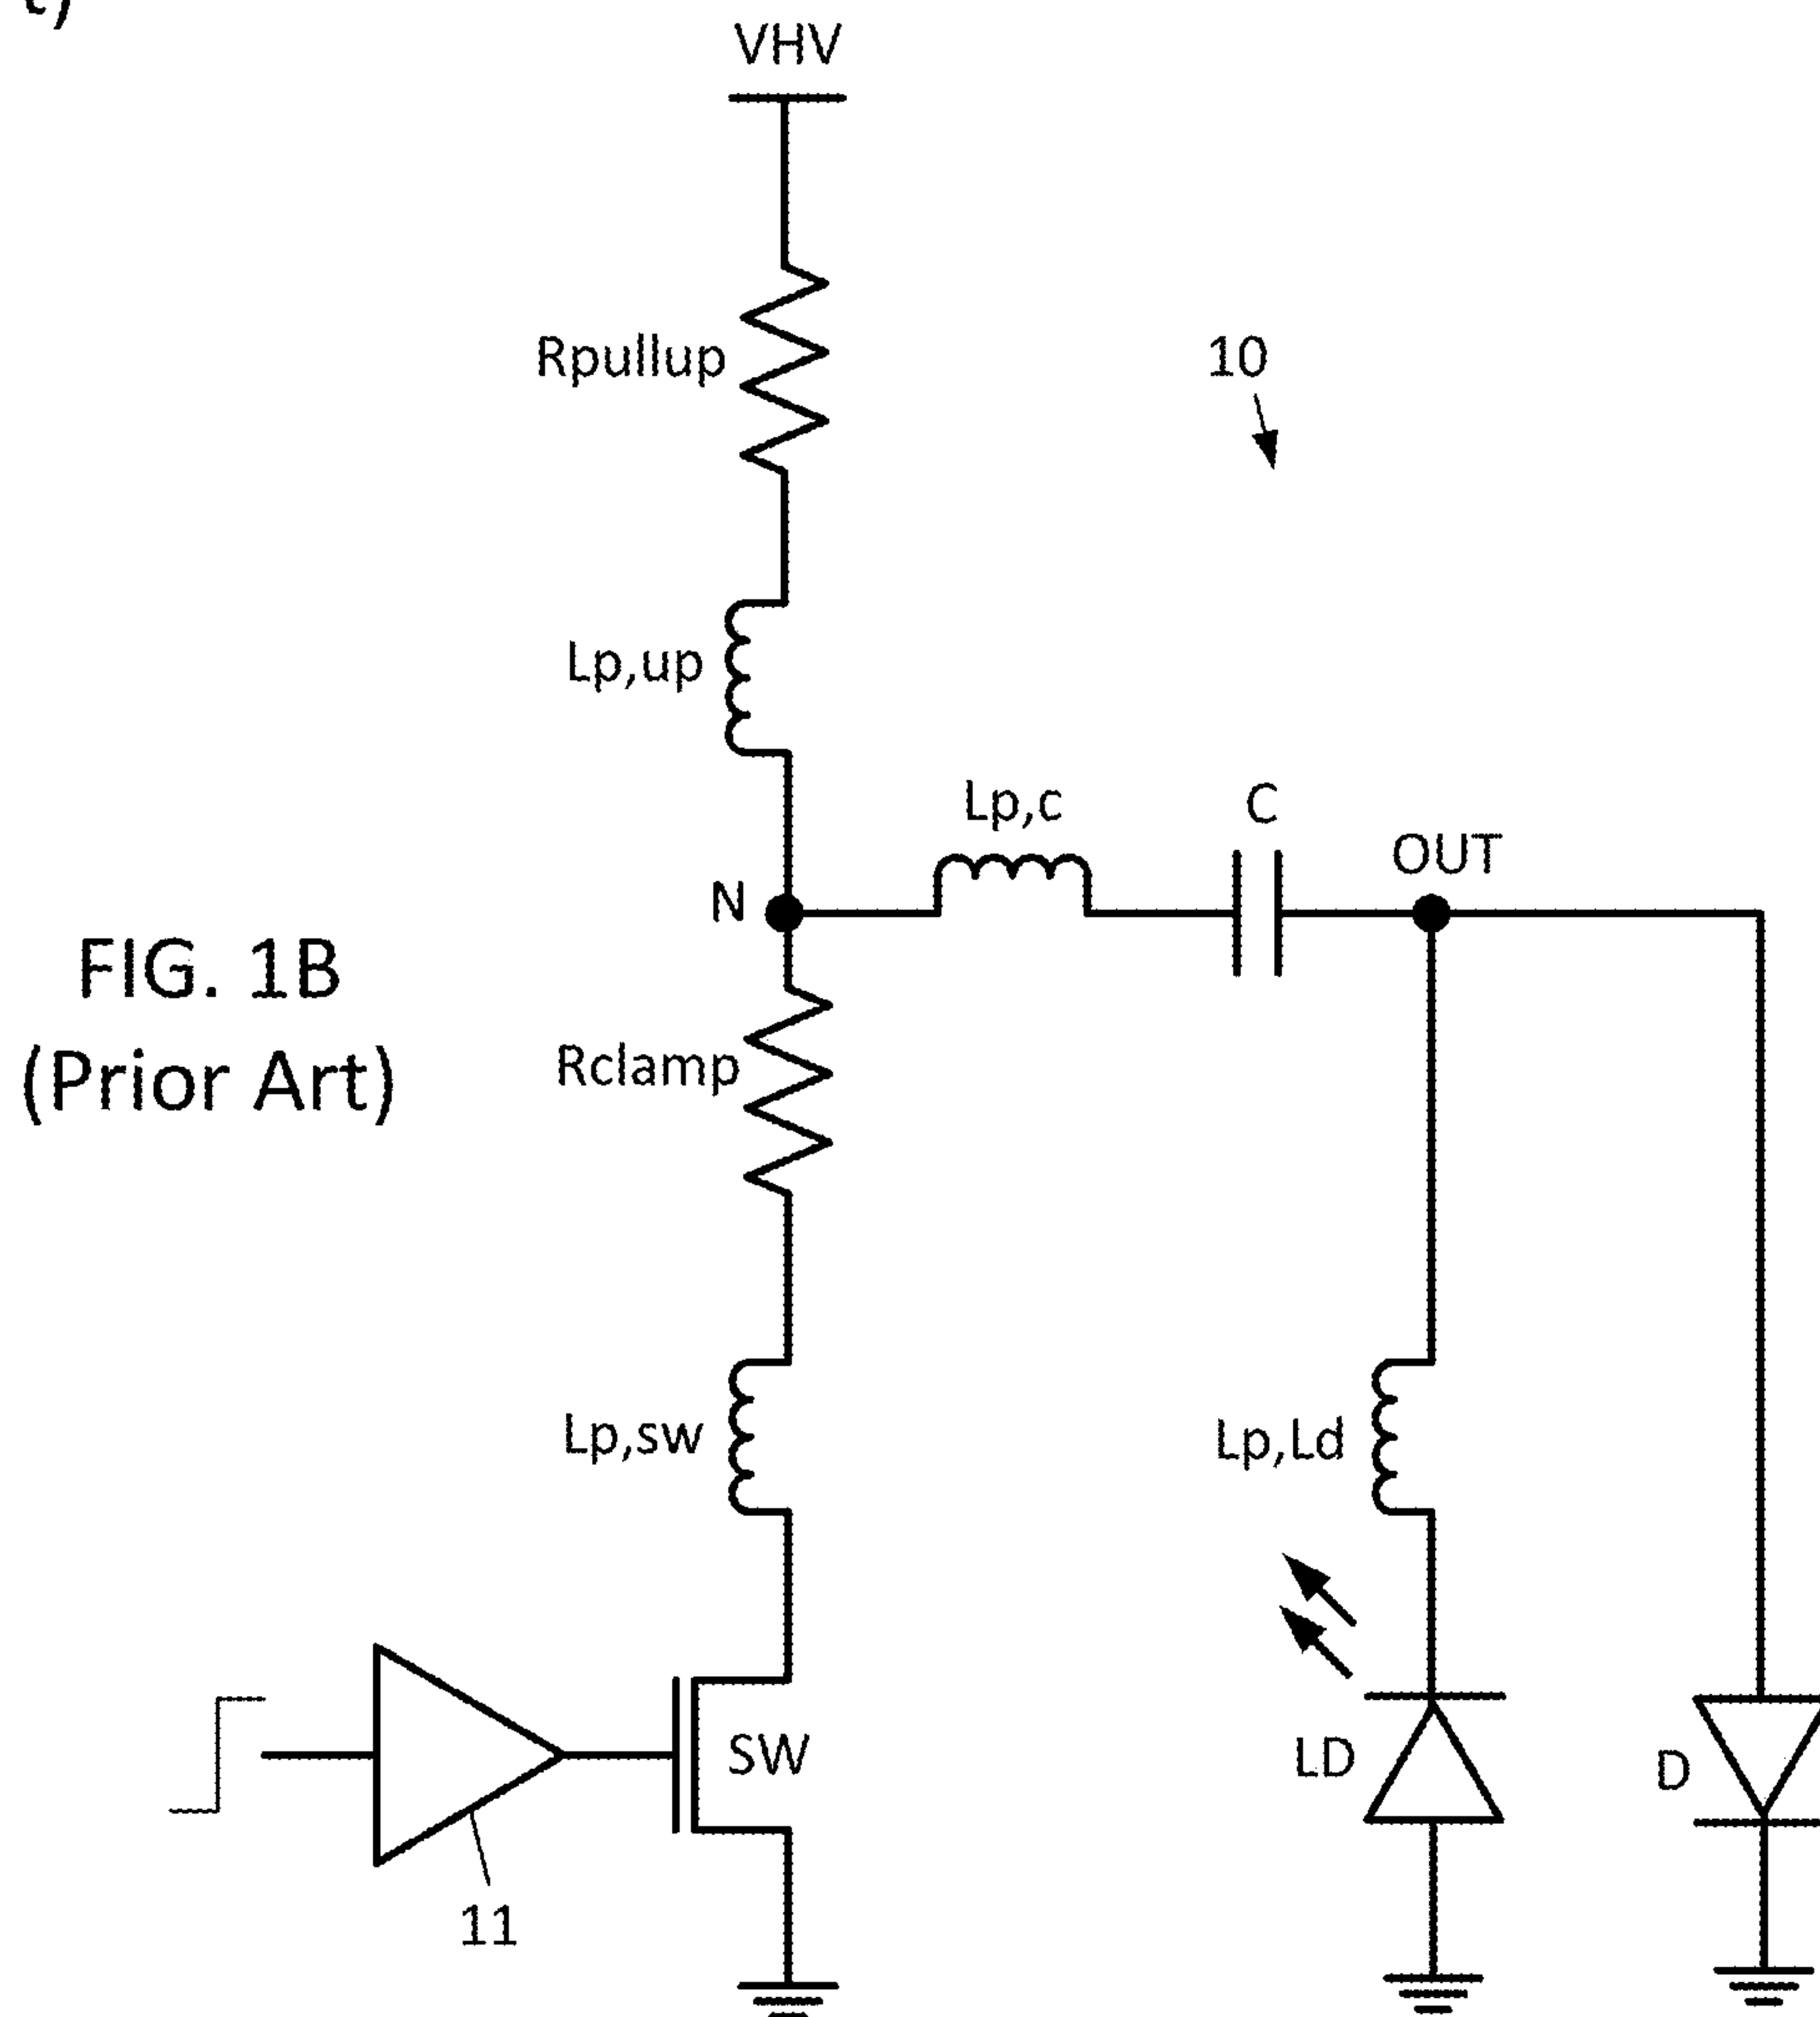 t)
VHV
Rpullup
10
Lp,up
Lp,c
C
OUT
N
FIG. 1B
(Prior Art)
Rclamp
Lp,sw
Lp,Ld
SW
LD
D
11